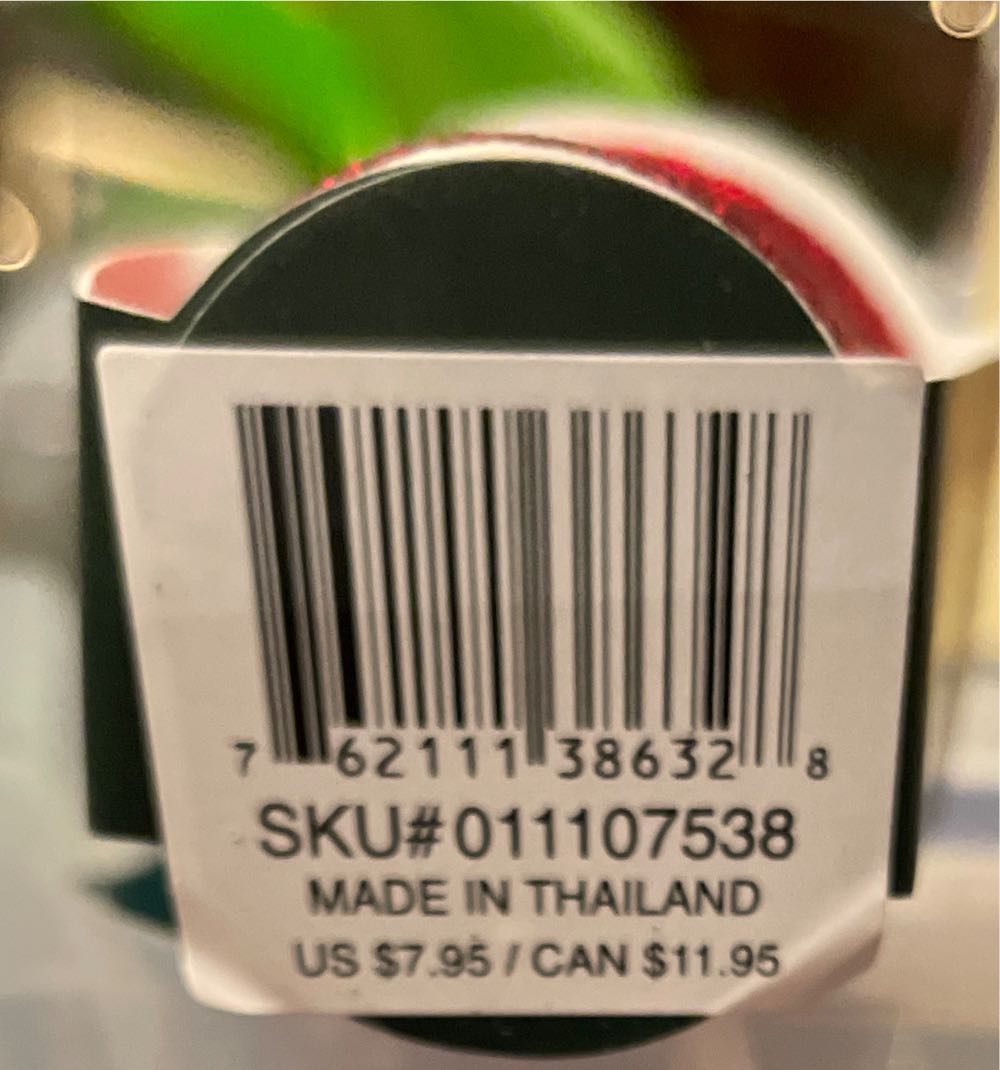 7 62111 38632 8
SKU#011107538
MADE IN THAILAND
US $7.95 / CAN $11.95